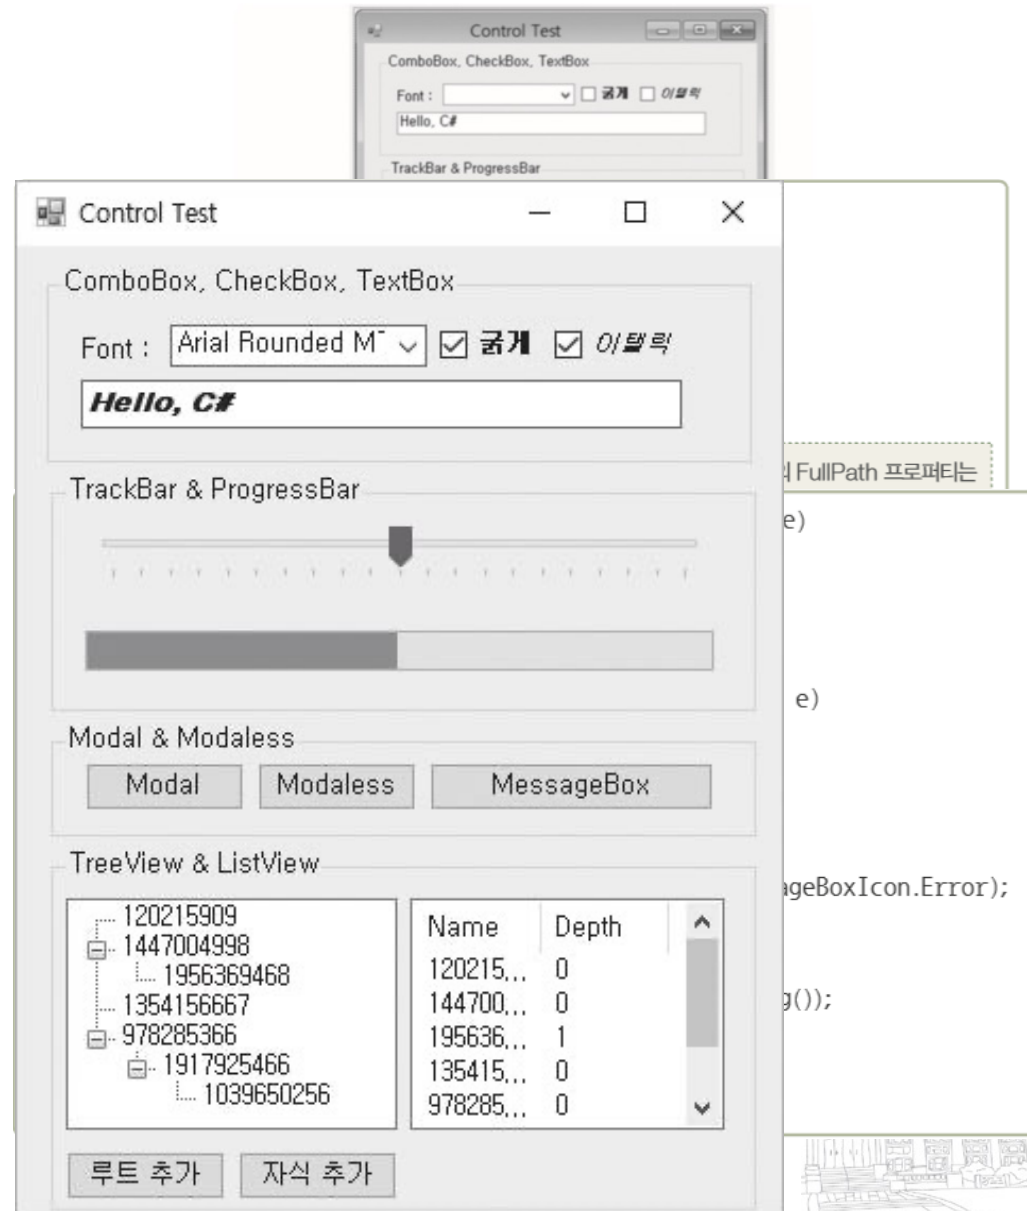 Control Test
ComboBox, CheckBox, TextBox
Font : 굵게 이탤릭
Hello, C#
TrackBar & ProgressBar
Control Test
ComboBox, CheckBox, TextBox
Font : Arial Rounded M 굵게 이탤릭
Hello, C#
TrackBar & ProgressBar
Modal & Modaless
Modal Modaless MessageBox
TreeView & ListView
120215909
1447004998
1956369468
1354156667
978285366
1917925466
1039650256
Name Depth
120215... 0
144700... 0
195636... 1
135415... 0
978285... 0
루트 추가 자식 추가
FullPath 프로퍼티는
e)
e)
ageBoxIcon.Error);
g());